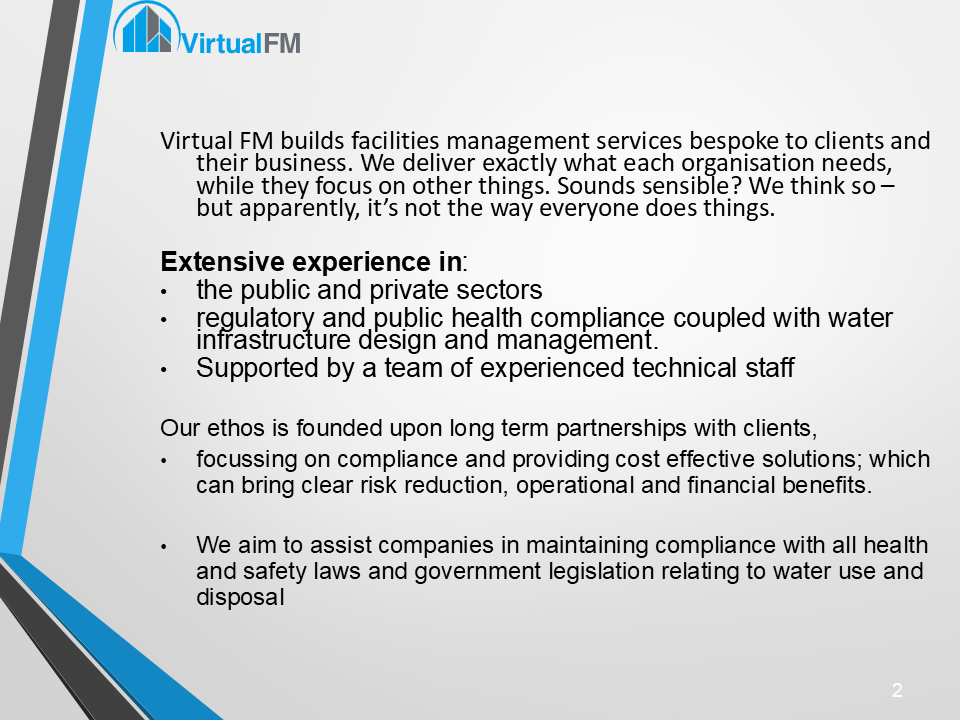 VirtualFM
Virtual FM builds facilities management services bespoke to clients and
their business. We deliver exactly what each organisation needs,
while they focus on other things. Sounds sensible? We think so –
but apparently, it’s not the way everyone does things.
Extensive experience in:
• the public and private sectors
• regulatory and public health compliance coupled with water
infrastructure design and management.
• Supported by a team of experienced technical staff
Our ethos is founded upon long term partnerships with clients,
• focussing on compliance and providing cost effective solutions; which
can bring clear risk reduction, operational and financial benefits.
• We aim to assist companies in maintaining compliance with all health
and safety laws and government legislation relating to water use and
disposal
2